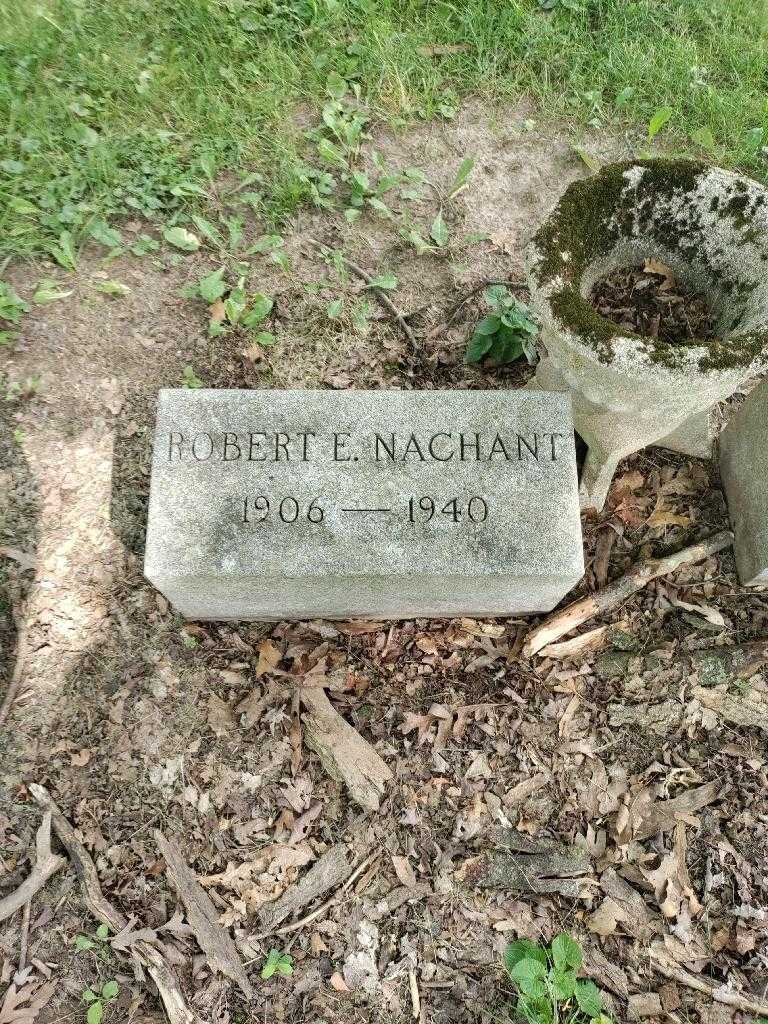 ROBERT E. NACHANT
1906 — 1940